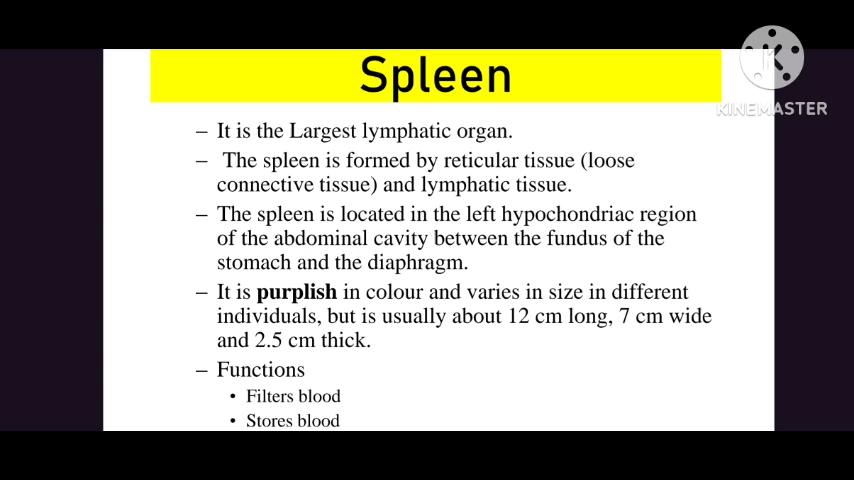 Spleen
KINEMASTER
– It is the Largest lymphatic organ.
– The spleen is formed by reticular tissue (loose
connective tissue) and lymphatic tissue.
– The spleen is located in the left hypochondriac region
of the abdominal cavity between the fundus of the
stomach and the diaphragm.
– It is purplish in colour and varies in size in different
individuals, but is usually about 12 cm long, 7 cm wide
and 2.5 cm thick.
– Functions
• Filters blood
• Stores blood